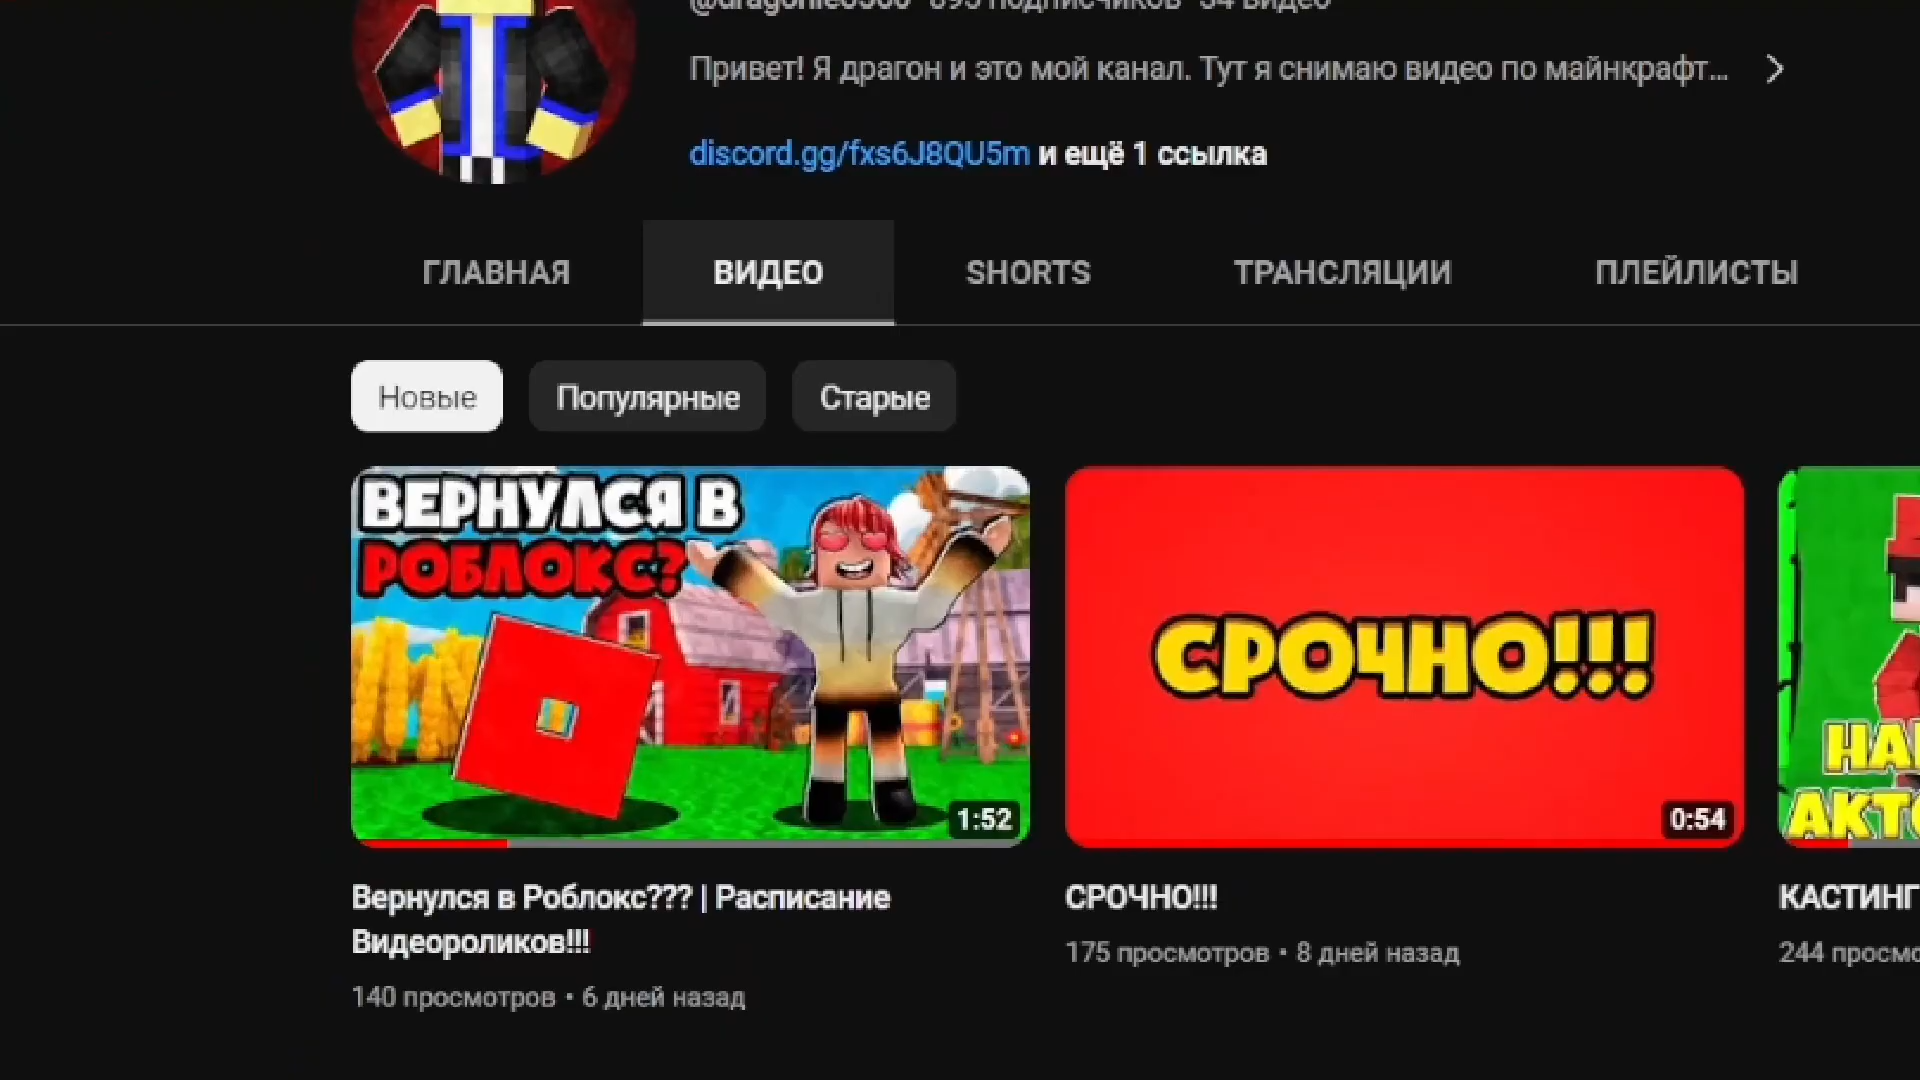 Привет! Я драгон и это мой канал. Тут я снимаю видео по майнкрафт...
discord.gg/fxs6J8QU5m и ещё 1 ссылка
ГЛАВНАЯ ВИДЕО SHORTS ТРАНСЛЯЦИИ ПЛЕЙЛИСТЫ
Новые Популярные Старые
ВЕРНУЛСЯ В
РОБЛОКС?
1:52
СРОЧНО!!!
0:54
Вернулся в Роблокс??? | Расписание
Видеороликов!!!
140 просмотров • 6 дней назад
СРОЧНО!!!
175 просмотров • 8 дней назад
КАСТИНГ
244